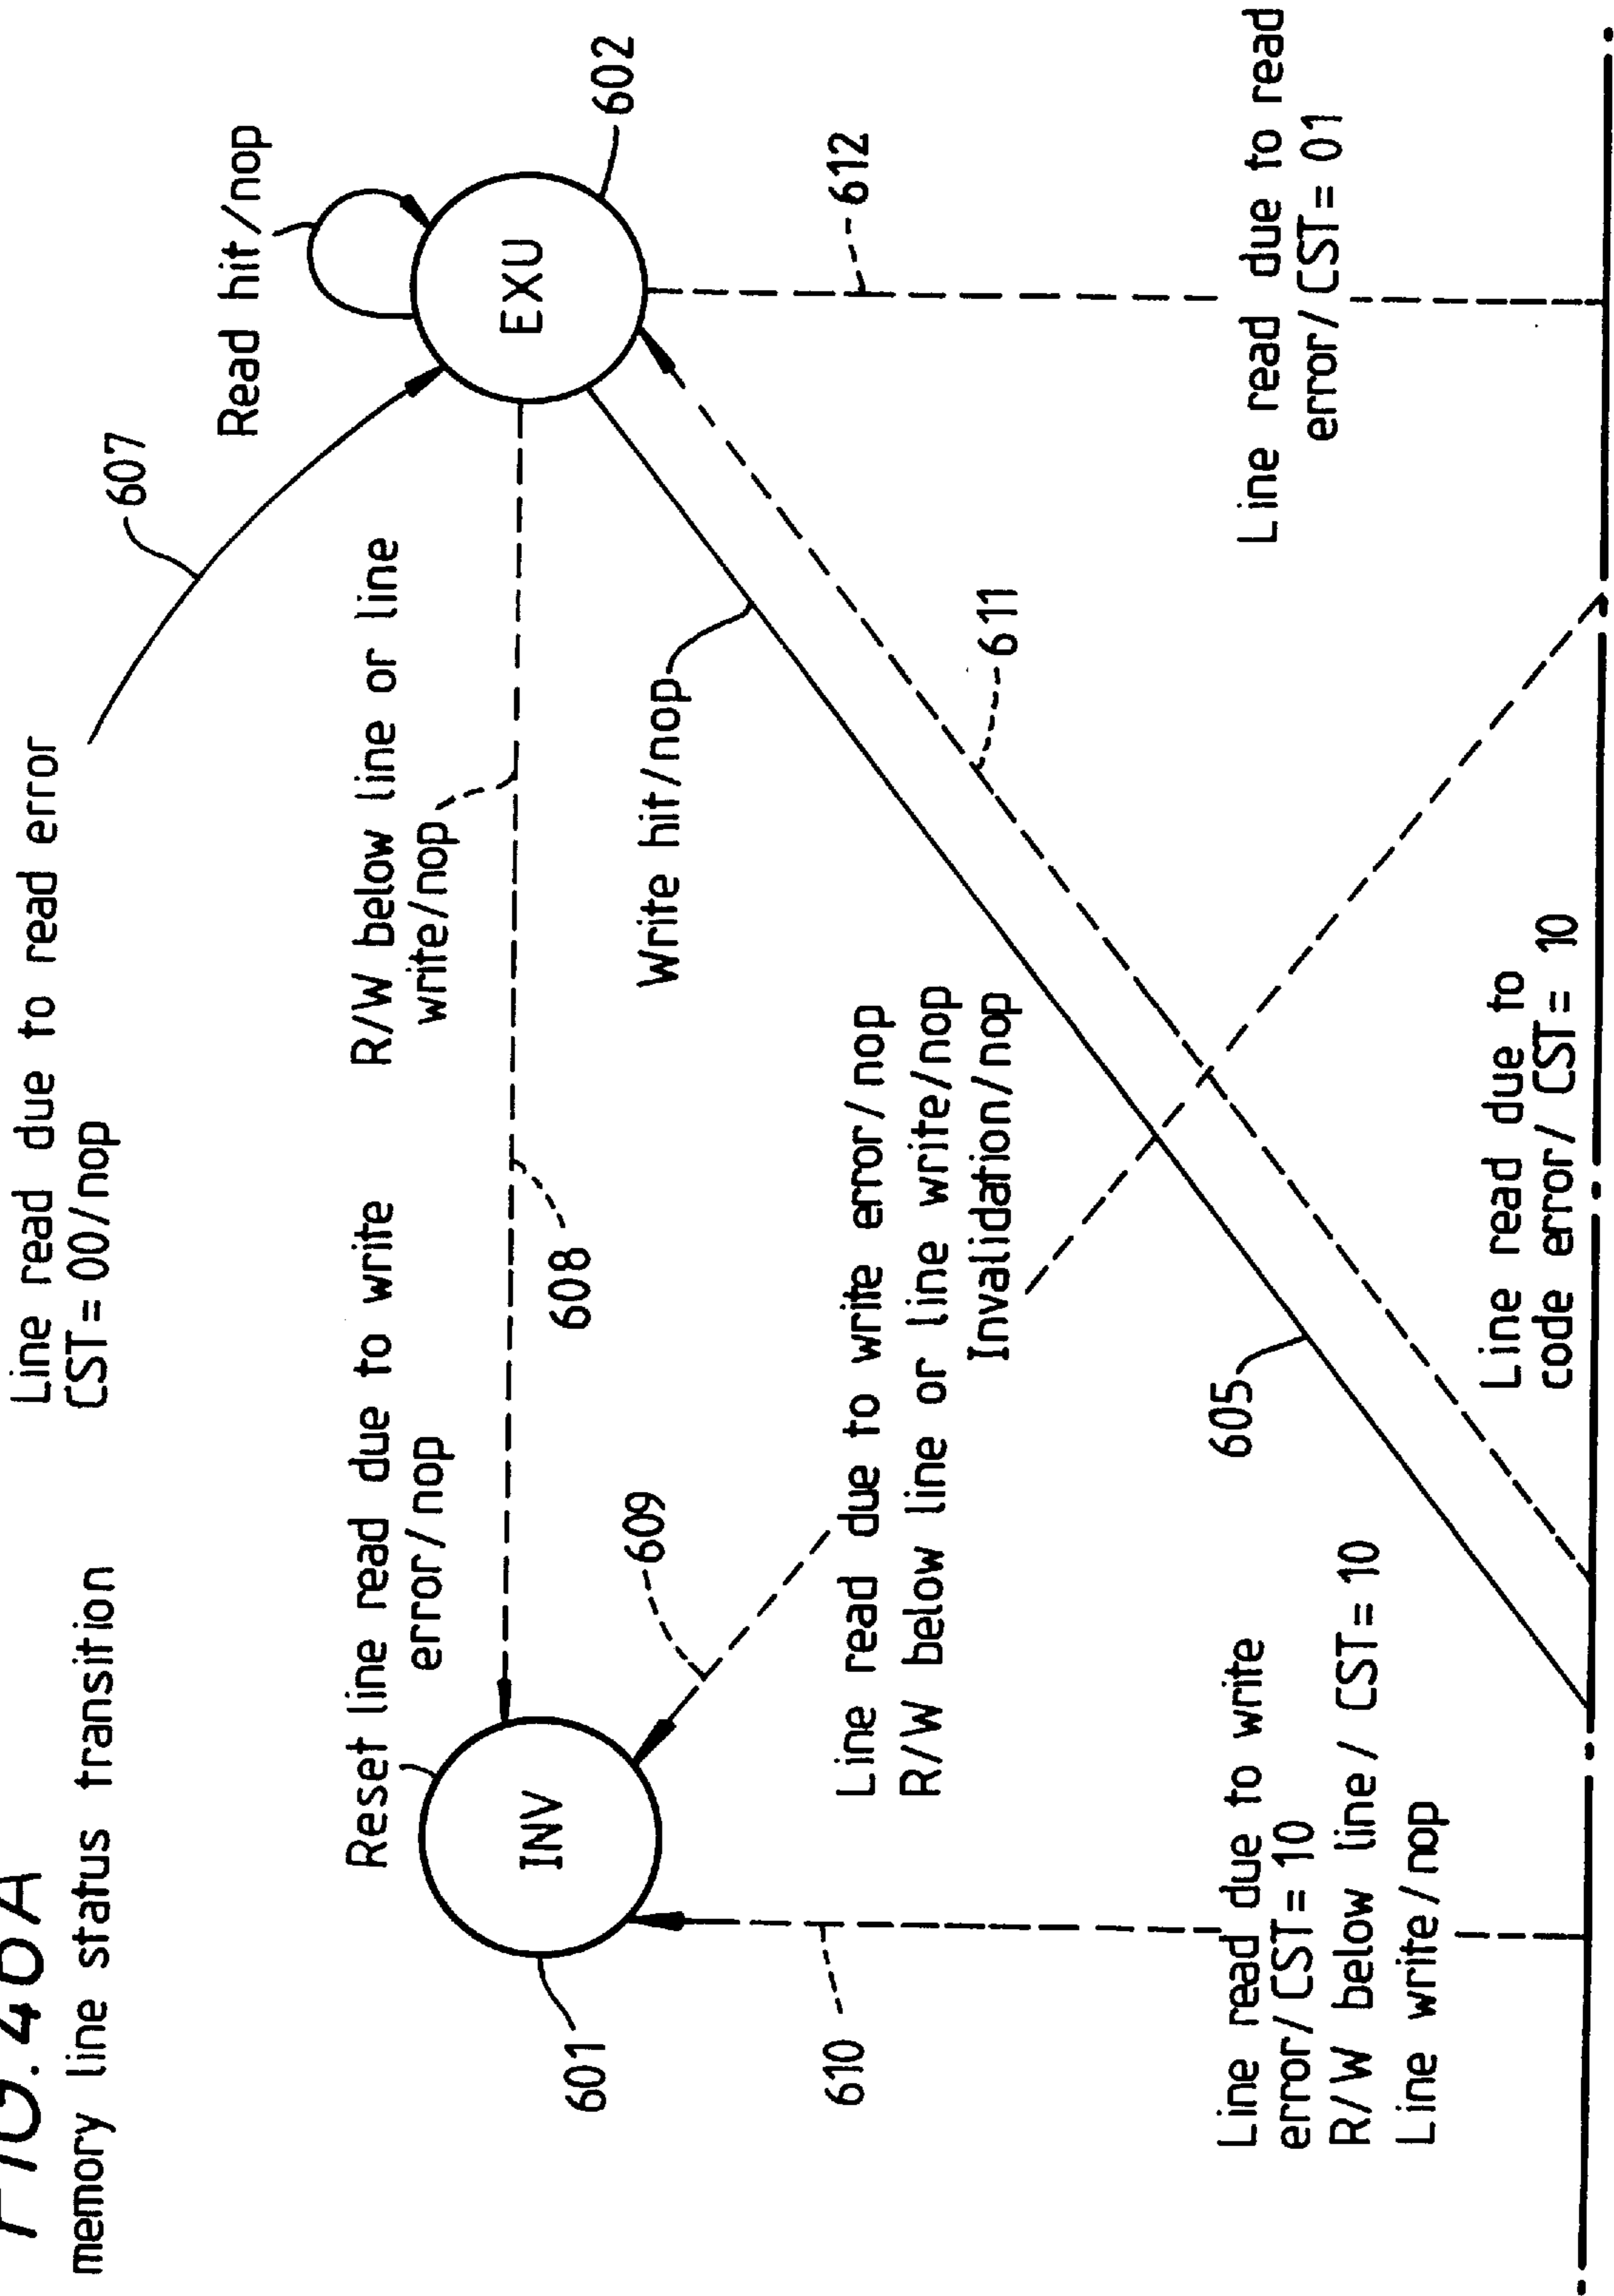 FIG. 46A
memory line status transition
Line read due to read error
CST=00/nop
607
Read hit/nop
Reset line read due to write
error/nop
R/W below line or line
write/nop
INV
EXU
601
602
608
609
Write hit/nop
610
612
Line read due to write error/nop
R/W below line or line write/nop
Invalidation/nop
611
605
Line read due to write
error/CST=10
R/W below line/CST=10
Line write/nop
Line read due to read
error/CST=01
Line read due to
code error/CST=10